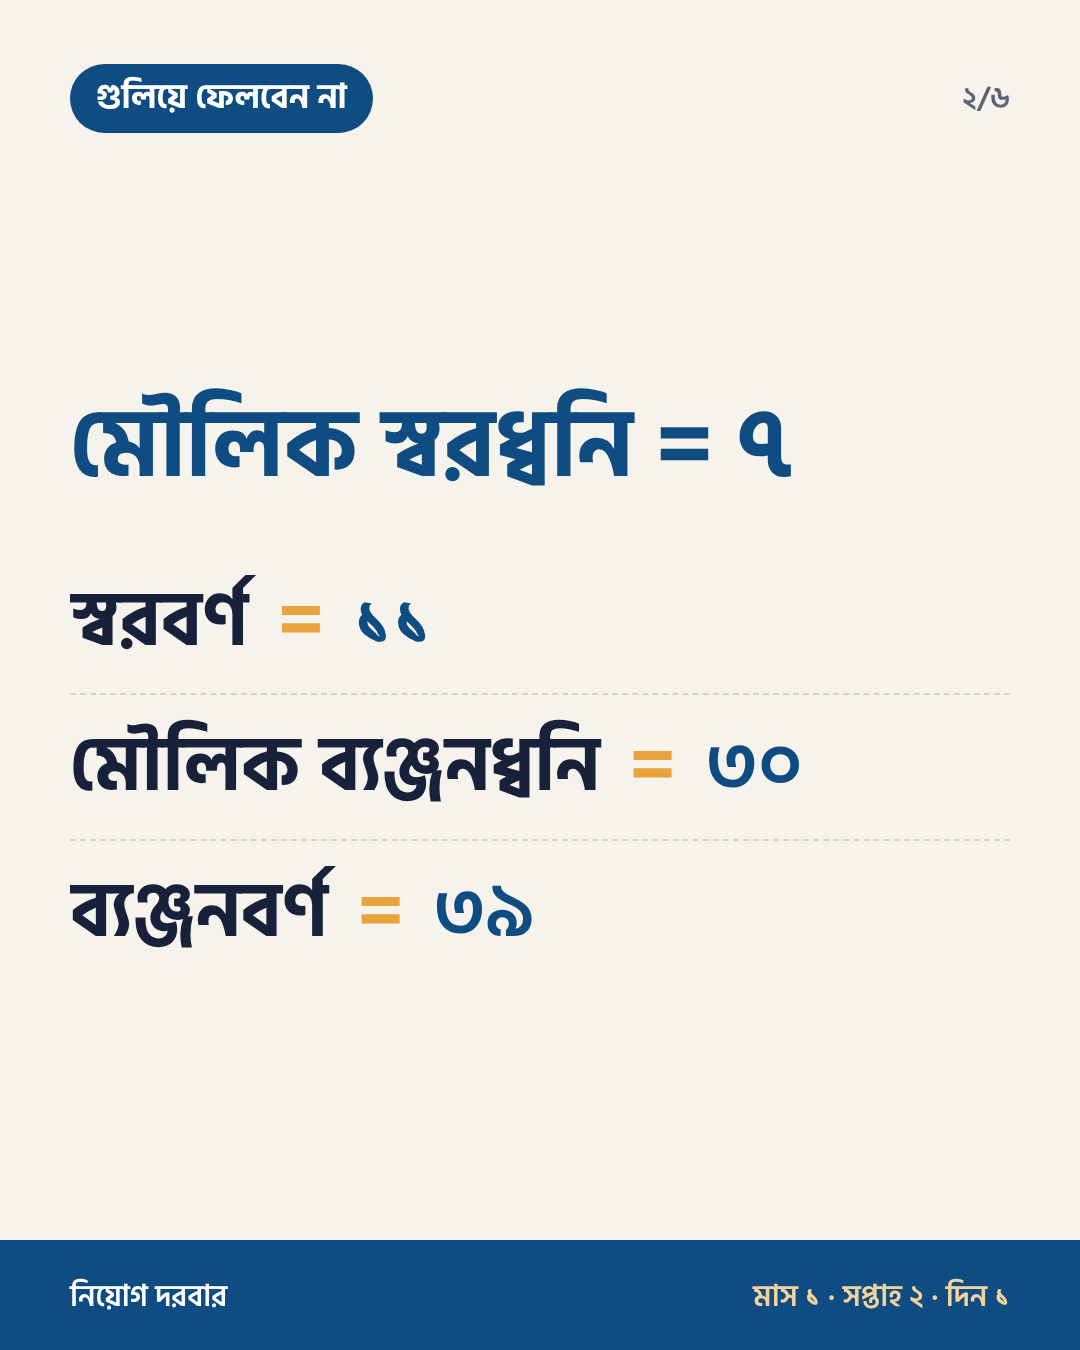 গুলিয়ে ফেলবেন না
২/৬
মৌলিক স্বরধ্বনি = ৭
স্বরবর্ণ = ১১
মৌলিক ব্যঞ্জনধ্বনি = ৩০
ব্যঞ্জনবর্ণ = ৩৯
নিয়োগ দরবার
মাস ১ · সপ্তাহ ২ · দিন ১